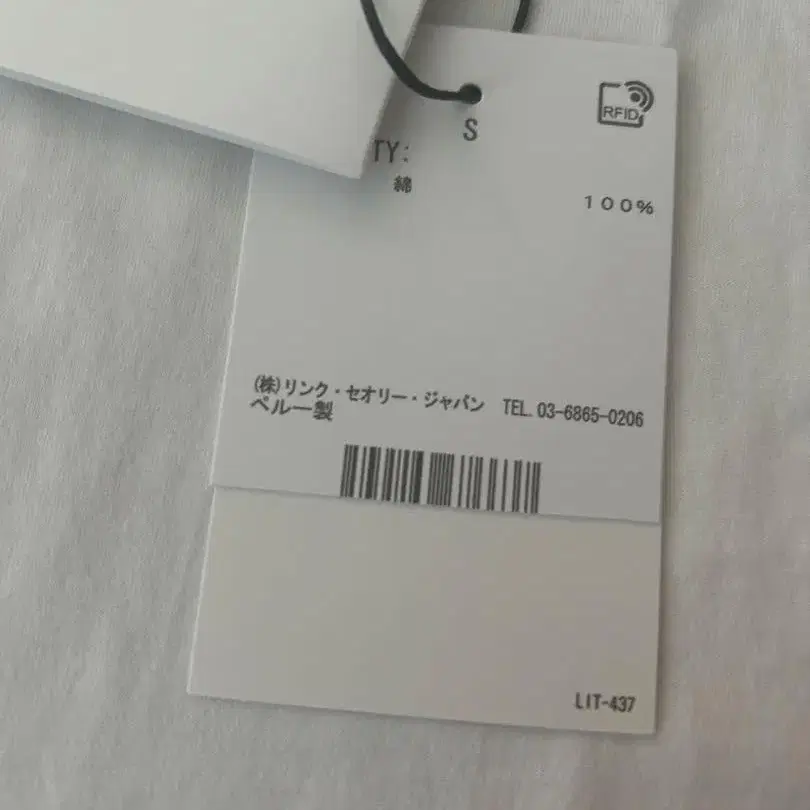 RFID
S
TY:
綿 100%
(株)リンク・セオリー・ジャパン TEL.03-6865-0206
ペルー製
LIT-437